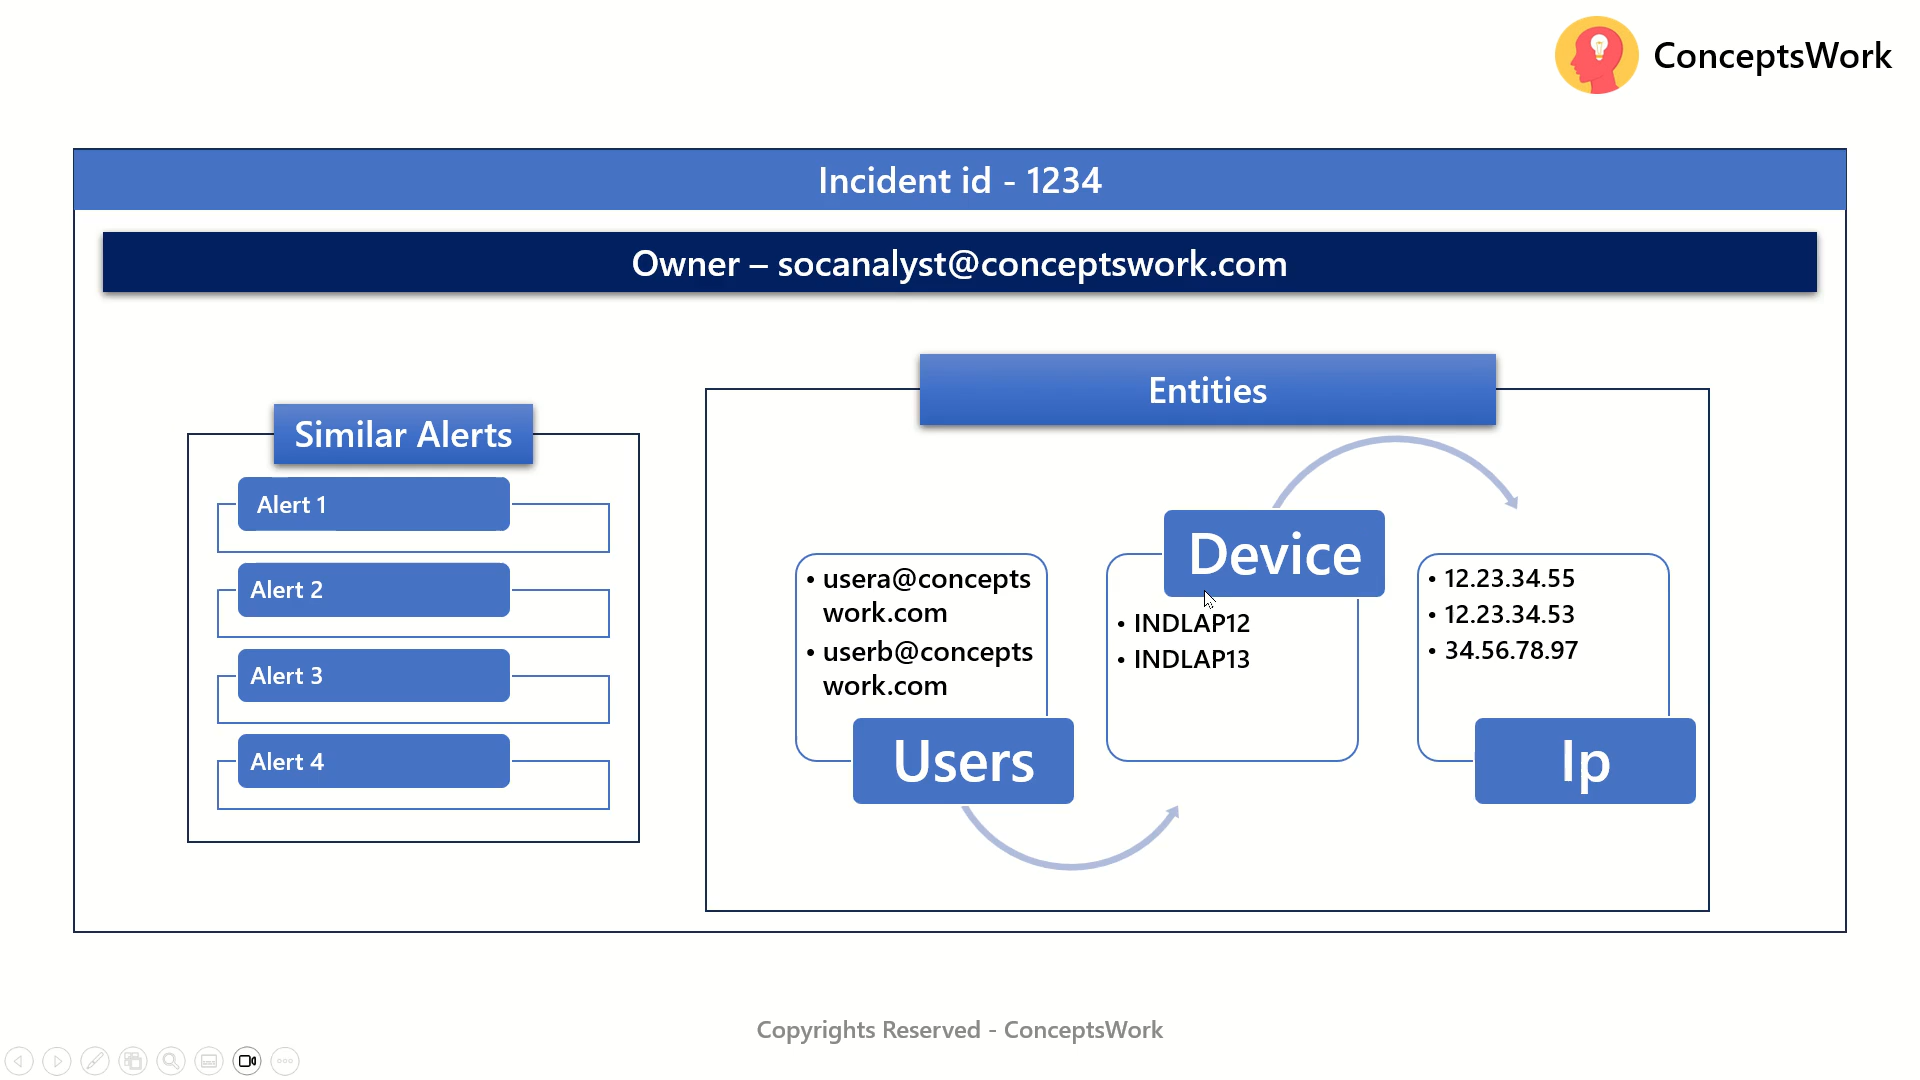 ConceptsWork
Incident id - 1234
Owner – socanalyst@conceptswork.com
Similar Alerts
Alert 1
Alert 2
Alert 3
Alert 4
Entities
• usera@concepts
work.com
• userb@concepts
work.com
Users
Device
• INDLAP12
• INDLAP13
• 12.23.34.55
• 12.23.34.53
• 34.56.78.97
Ip
Copyrights Reserved - ConceptsWork